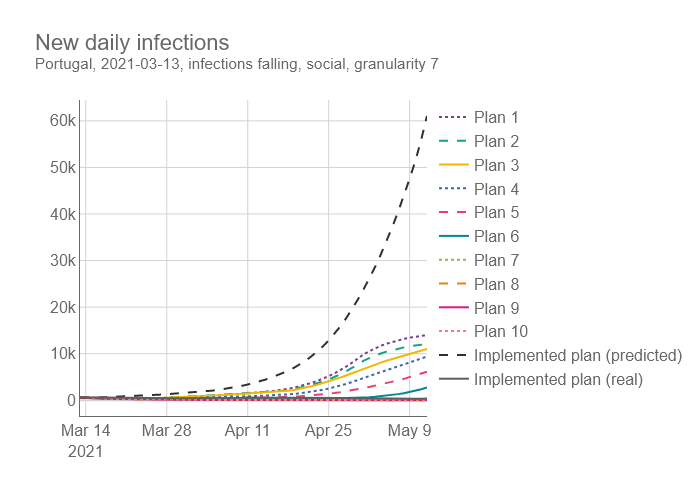 New daily infections
Portugal, 2021-03-13, infections falling, social, granularity 7
60k
50k
40k
30k
20k
10k
0
Mar 14
2021
Mar 28
Apr 11
Apr 25
May 9
Plan 1
Plan 2
Plan 3
Plan 4
Plan 5
Plan 6
Plan 7
Plan 8
Plan 9
Plan 10
Implemented plan (predicted)
Implemented plan (real)